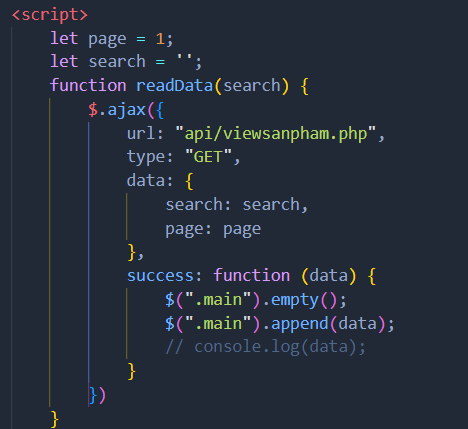 <script>
let page = 1;
let search = '';
function readData(search) {
$.ajax({
url: "api/viewsanpham.php",
type: "GET",
data: {
search: search,
page: page
},
success: function (data) {
$(".main").empty();
$(".main").append(data);
// console.log(data);
}
})
}